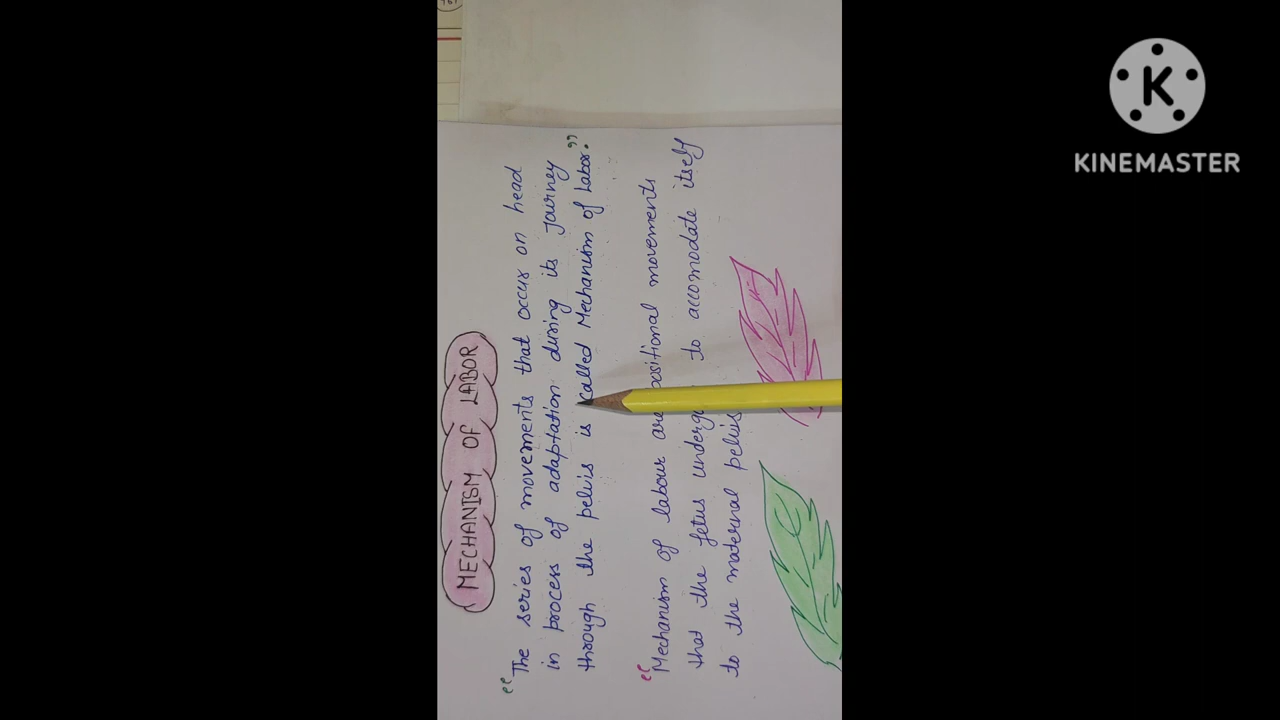 MECHANISM OF LABOR
"The series of movements that occur on head
in process of adaptation during its journey
through the pelvis is called Mechanism of Labor."
"Mechanism of labour are positional movements
that the fetus to accomodate itself
to the maternal pelvis
KINEMASTER